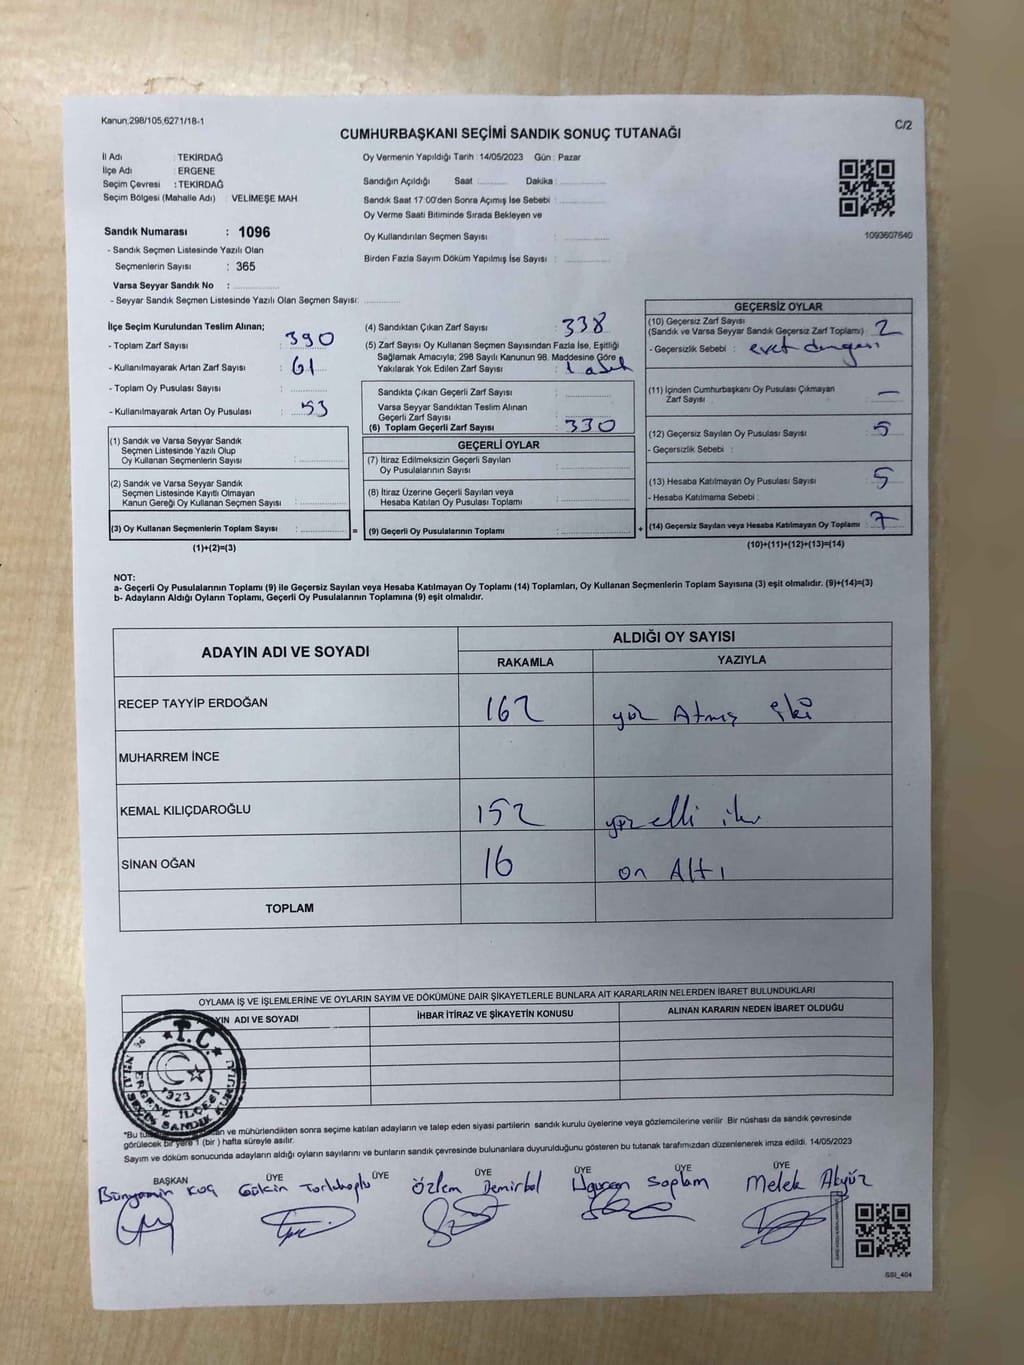 Kanun,298/105,6271/18-1
CUMHURBAŞKANI SEÇİMİ SANDIK SONUÇ TUTANAĞI
C/2
İl Adı : TEKİRDAĞ
İlçe Adı : ERGENE
Seçim Çevresi : TEKİRDAĞ
Seçim Bölgesi (Mahalle Adı) : VELİMEŞE MAH
Oy Vermenin Yapıldığı Tarih : 14/05/2023 Gün : Pazar
Sandığın Açıldığı Saat .......... Dakika : ..............
Sandık Saat 17:00'den Sonra Açımış İse Sebebi : ..............
Oy Verme Saati Bitiminde Sırada Bekleyen ve
Oy Kullandırılan Seçmen Sayısı : ..............
Birden Fazla Sayım Döküm Yapılmış İse Sayısı : ..............
1093607640
Sandık Numarası : 1096
- Sandık Seçmen Listesinde Yazılı Olan
Seçmenlerin Sayısı : 365
Varsa Seyyar Sandık No : ..............
- Seyyar Sandık Seçmen Listesinde Yazılı Olan Seçmen Sayısı: ..............
İlçe Seçim Kurulundan Teslim Alınan;
- Toplam Zarf Sayısı : 390
- Kullanılmayarak Artan Zarf Sayısı : 61
- Toplam Oy Pusulası Sayısı : ..............
- Kullanılmayarak Artan Oy Pusulası : 53
(1) Sandık ve Varsa Seyyar Sandık
Seçmen Listesinde Yazılı Olup
Oy Kullanan Seçmenlerin Sayısı : ..............
(2) Sandık ve Varsa Seyyar Sandık
Seçmen Listesinde Kayıtlı Olmayan
Kanun Gereği Oy Kullanan Seçmen Sayısı : ..............
(3) Oy Kullanan Seçmenlerin Toplam Sayısı : .............. =
(1)+(2)=(3)
(4) Sandıktan Çıkan Zarf Sayısı : 338
(5) Zarf Sayısı Oy Kullanan Seçmen Sayısından Fazla İse, Eşitliği
Sağlamak Amacıyla; 298 Sayılı Kanunun 98. Maddesine Göre
Yakılarak Yok Edilen Zarf Sayısı : 1 adet
Sandıkta Çıkan Geçerli Zarf Sayısı : ..............
Varsa Seyyar Sandıktan Teslim Alınan
Geçerli Zarf Sayısı : ..............
(6) Toplam Geçerli Zarf Sayısı : 330
GEÇERLİ OYLAR
(7) İtiraz Edilmeksizin Geçerli Sayılan
Oy Pusulalarının Sayısı : ..............
(8) İtiraz Üzerine Geçerli Sayılan veya
Hesaba Katılan Oy Pusulaları Toplamı : ..............
(9) Geçerli Oy Pusulalarının Toplamı : .............. +
GEÇERSİZ OYLAR
(10) Geçersiz Zarf Sayısı
(Sandık ve Varsa Seyyar Sandık Geçersiz Zarf Toplamı) : 2
- Geçersizlik Sebebi : evet
(11) İçinden Cumhurbaşkanı Oy Pusulası Çıkmayan
Zarf Sayısı : —
(12) Geçersiz Sayılan Oy Pusulası Sayısı : 5
- Geçersizlik Sebebi :
(13) Hesaba Katılmayan Oy Pusulası Sayısı : 5
- Hesaba Katılmama Sebebi :
(14) Geçersiz Sayılan veya Hesaba Katılmayan Oy Toplamı : 7
(10)+(11)+(12)+(13)=(14)
NOT:
a- Geçerli Oy Pusulalarının Toplamı (9) ile Geçersiz Sayılan veya Hesaba Katılmayan Oy Toplamı (14) Toplamları, Oy Kullanan Seçmenlerin Toplam Sayısına (3) eşit olmalıdır. (9)+(14)=(3)
b- Adayların Aldığı Oyların Toplamı, Geçerli Oy Pusulalarının Toplamına (9) eşit olmalıdır.
ADAYIN ADI VE SOYADI
ALDIĞI OY SAYISI
RAKAMLA YAZIYLA
RECEP TAYYİP ERDOĞAN 162 yüz Atmış iki
MUHARREM İNCE
KEMAL KILIÇDAROĞLU 152 yüz elli iki
SİNAN OĞAN 16 on Altı
TOPLAM
OYLAMA İŞ VE İŞLEMLERİNE VE OYLARIN SAYIM VE DÖKÜMÜNE DAİR ŞİKAYETLERLE BUNLARA AİT KARARLARIN NELERDEN İBARET BULUNDUKLARI
ADI VE SOYADI İHBAR İTİRAZ VE ŞİKAYETİN KONUSU ALINAN KARARIN NEDEN İBARET OLDUĞU
T.C.
1923
ERGENE İLÇESİ
SANDIK KURULU
*Bu ve mühürlendikten sonra seçime katılan adayların ve talep eden siyasi partilerin sandık kurulu üyelerine veya gözlemcilerine verilir. Bir nüshası da sandık çevresinde
görülecek bir yere 1 (bir ) hafta süreyle asılır.
Sayım ve döküm sonucunda adayların aldığı oyların sayılarını ve bunların sandık çevresinde bulunanlara duyurulduğunu gösteren bu tutanak tarafımızdan düzenlenerek imza edildi. 14/05/2023
BAŞKAN ÜYE ÜYE ÜYE ÜYE ÜYE ÜYE
Bünyamin Koç Gülcin Özlem Demirbol Soplam Melek Akyüz
SSI_404